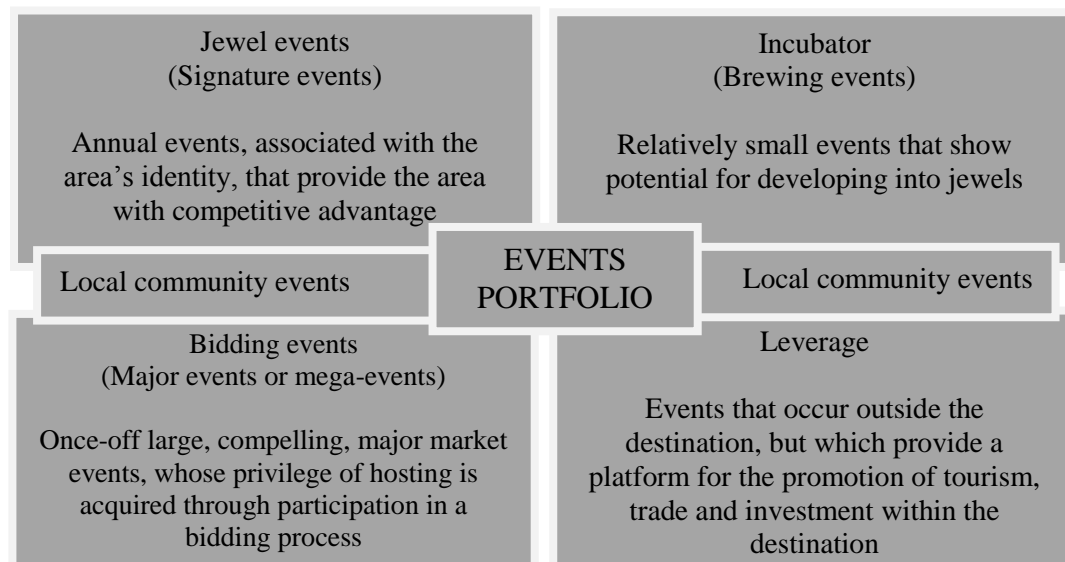 Jewel events
(Signature events)
Annual events, associated with the
area’s identity, that provide the area
with competitive advantage
Incubator
(Brewing events)
Relatively small events that show
potential for developing into jewels
Local community events
EVENTS
PORTFOLIO
Local community events
Bidding events
(Major events or mega-events)
Once-off large, compelling, major market
events, whose privilege of hosting is
acquired through participation in a
bidding process
Leverage
Events that occur outside the
destination, but which provide a
platform for the promotion of tourism,
trade and investment within the
destination